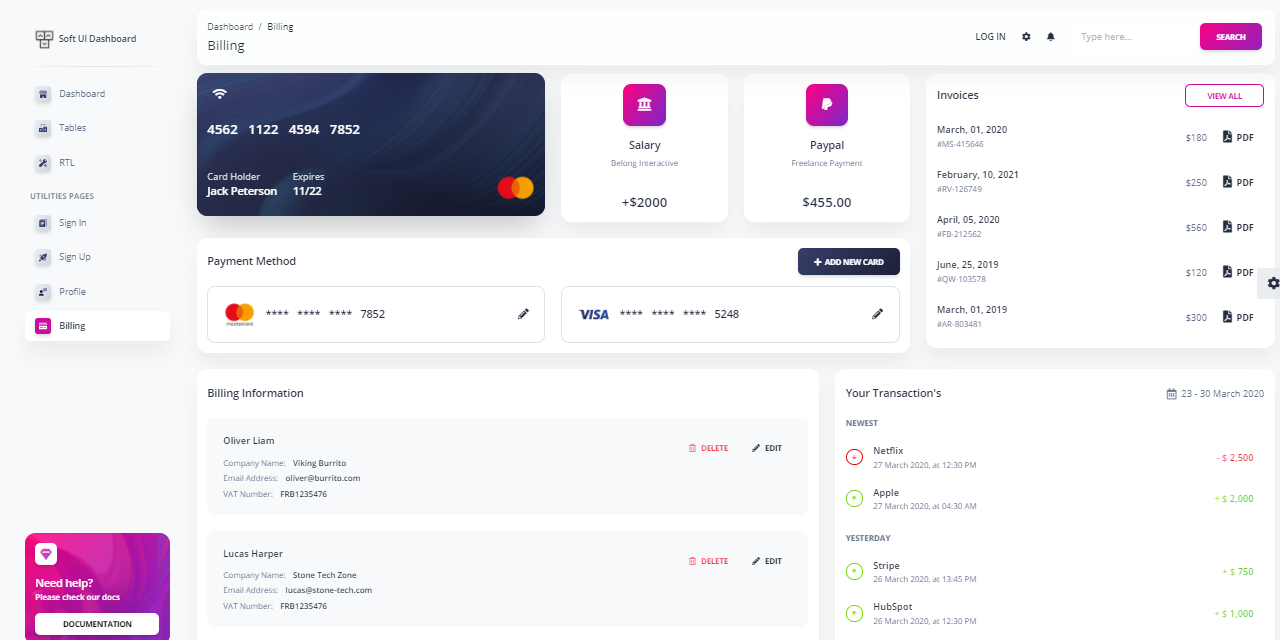 Soft UI Dashboard
Dashboard
Tables
RTL
UTILITIES PAGES
Sign In
Sign Up
Profile
Billing
Need help?
Please check our docs
DOCUMENTATION
Dashboard / Billing
Billing
LOG IN
Type here...
SEARCH
4562 1122 4594 7852
Card Holder Expires
Jack Peterson 11/22
Salary
Belong Interactive
+$2000
Paypal
Freelance Payment
$455.00
Payment Method
ADD NEW CARD
mastercard **** **** **** 7852
VISA **** **** **** 5248
Invoices
VIEW ALL
March, 01, 2020
#MS-415646
$180 PDF
February, 10, 2021
#RV-126749
$250 PDF
April, 05, 2020
#FB-212562
$560 PDF
June, 25, 2019
#QW-103578
$120 PDF
March, 01, 2019
#AR-803481
$300 PDF
Billing Information
Oliver Liam
DELETE EDIT
Company Name: Viking Burrito
Email Address: oliver@burrito.com
VAT Number: FRB1235476
Lucas Harper
DELETE EDIT
Company Name: Stone Tech Zone
Email Address: lucas@stone-tech.com
VAT Number: FRB1235476
Your Transaction's
23 - 30 March 2020
NEWEST
Netflix
27 March 2020, at 12:30 PM
- $ 2,500
Apple
27 March 2020, at 04:30 AM
+ $ 2,000
YESTERDAY
Stripe
26 March 2020, at 13:45 PM
+ $ 750
HubSpot
26 March 2020, at 12:30 PM
+ $ 1,000